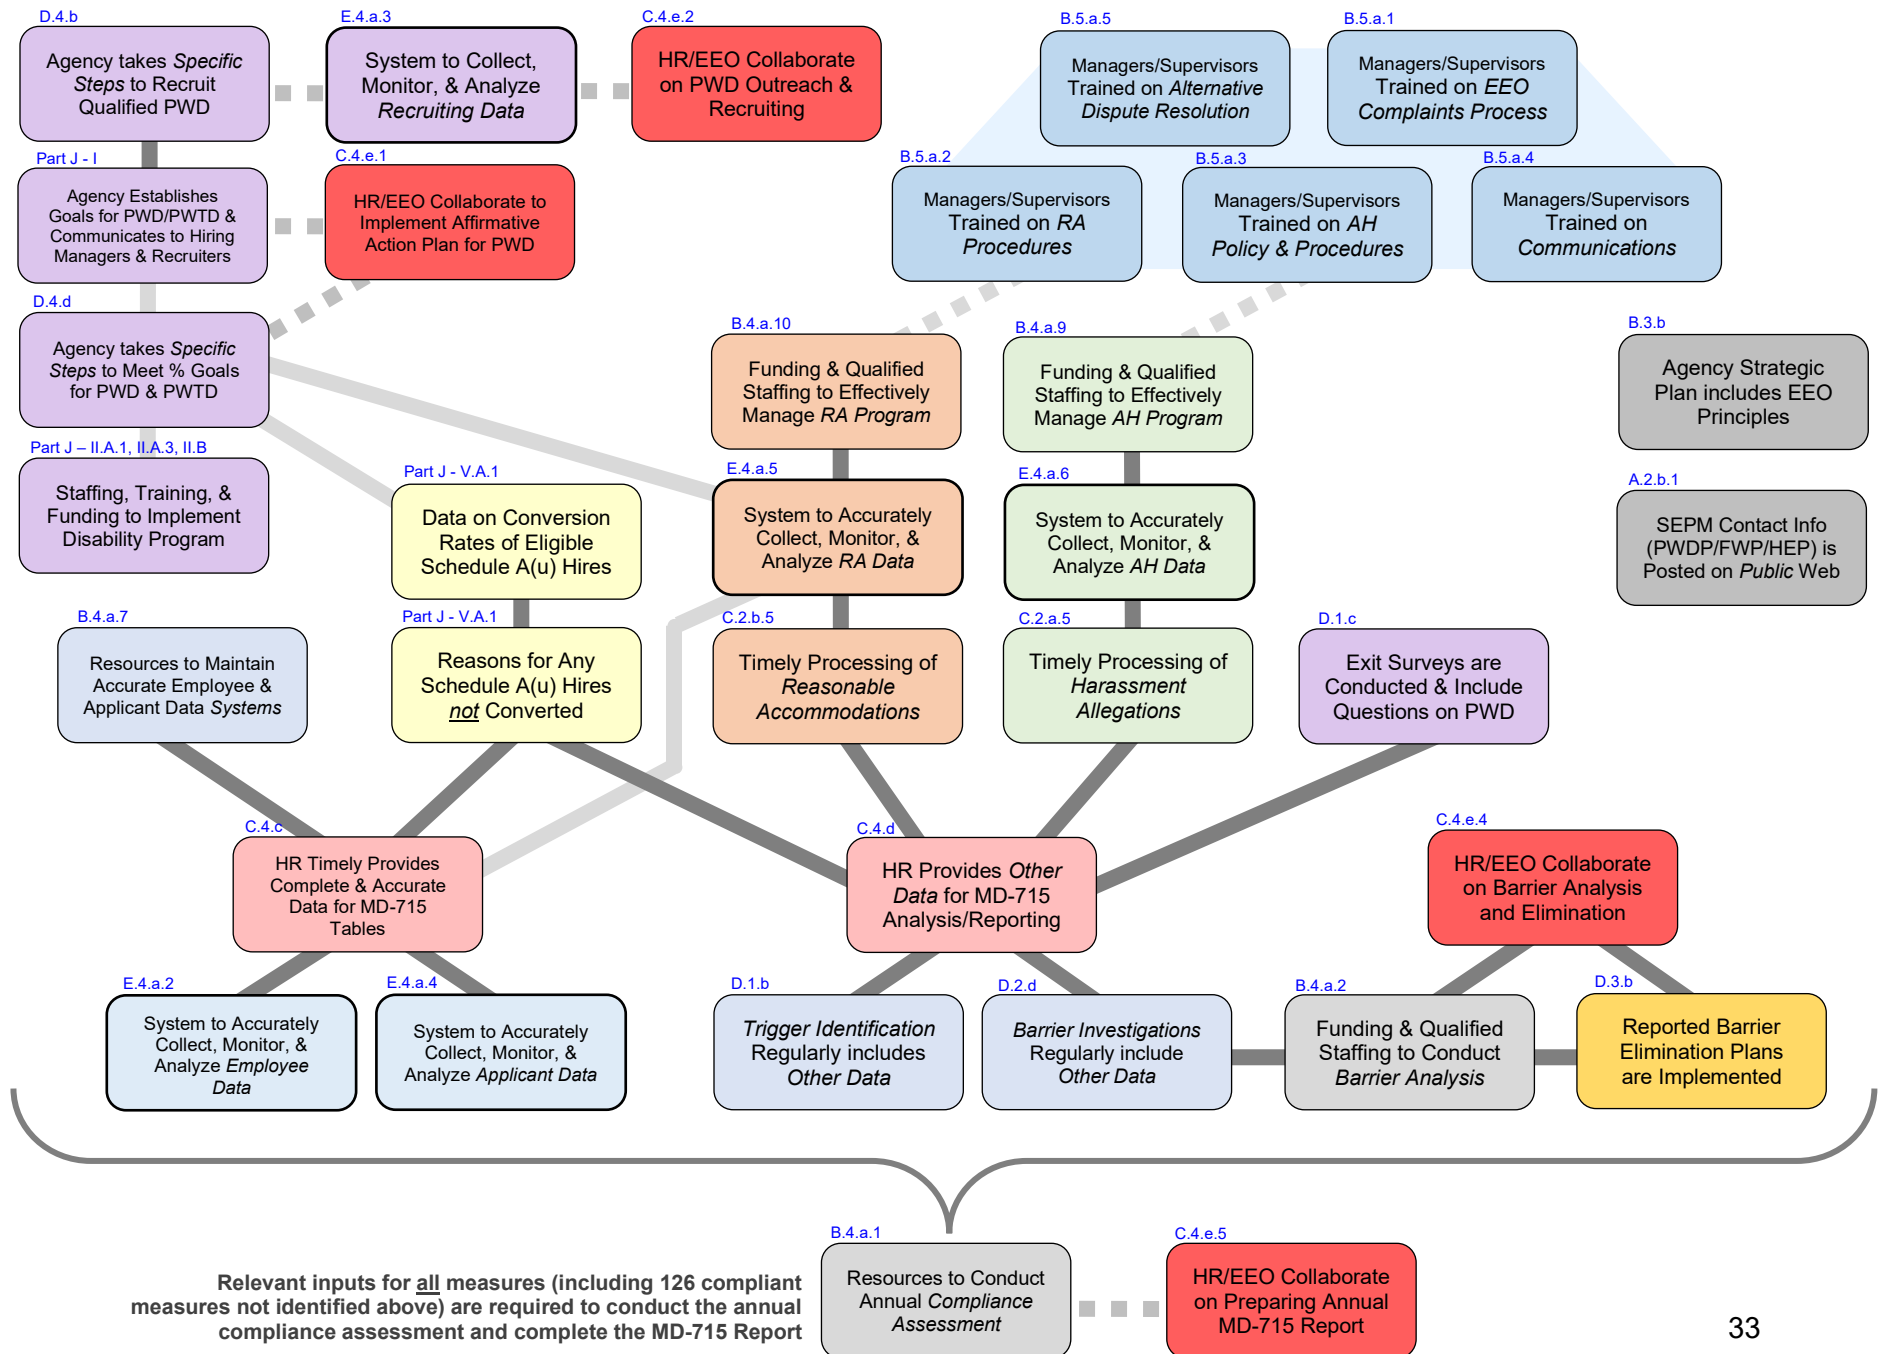 D.4.b
Agency takes Specific
Steps to Recruit
Qualified PWD
E.4.a.3
System to Collect,
Monitor, & Analyze
Recruiting Data
C.4.e.2
HR/EEO Collaborate
on PWD Outreach &
Recruiting
B.5.a.5
Managers/Supervisors
Trained on Alternative
Dispute Resolution
B.5.a.1
Managers/Supervisors
Trained on EEO
Complaints Process
Part J - I
Agency Establishes
Goals for PWD/PWTD &
Communicates to Hiring
Managers & Recruiters
C.4.e.1
HR/EEO Collaborate to
Implement Affirmative
Action Plan for PWD
B.5.a.2
Managers/Supervisors
Trained on RA
Procedures
B.5.a.3
Managers/Supervisors
Trained on AH
Policy & Procedures
B.5.a.4
Managers/Supervisors
Trained on
Communications
D.4.d
Agency takes Specific
Steps to Meet % Goals
for PWD & PWTD
B.4.a.10
Funding & Qualified
Staffing to Effectively
Manage RA Program
B.4.a.9
Funding & Qualified
Staffing to Effectively
Manage AH Program
B.3.b
Agency Strategic
Plan includes EEO
Principles
Part J – II.A.1, II.A.3, II.B
Staffing, Training, &
Funding to Implement
Disability Program
Part J - V.A.1
Data on Conversion
Rates of Eligible
Schedule A(u) Hires
E.4.a.5
System to Accurately
Collect, Monitor, &
Analyze RA Data
E.4.a.6
System to Accurately
Collect, Monitor, &
Analyze AH Data
A.2.b.1
SEPM Contact Info
(PWDP/FWP/HEP) is
Posted on Public Web
B.4.a.7
Resources to Maintain
Accurate Employee &
Applicant Data Systems
Part J - V.A.1
Reasons for Any
Schedule A(u) Hires
not Converted
C.2.b.5
Timely Processing of
Reasonable
Accommodations
C.2.a.5
Timely Processing of
Harassment
Allegations
D.1.c
Exit Surveys are
Conducted & Include
Questions on PWD
C.4.c
HR Timely Provides
Complete & Accurate
Data for MD-715
Tables
C.4.d
HR Provides Other
Data for MD-715
Analysis/Reporting
C.4.e.4
HR/EEO Collaborate
on Barrier Analysis
and Elimination
E.4.a.2
System to Accurately
Collect, Monitor, &
Analyze Employee
Data
E.4.a.4
System to Accurately
Collect, Monitor, &
Analyze Applicant Data
D.1.b
Trigger Identification
Regularly includes
Other Data
D.2.d
Barrier Investigations
Regularly include
Other Data
B.4.a.2
Funding & Qualified
Staffing to Conduct
Barrier Analysis
D.3.b
Reported Barrier
Elimination Plans
are Implemented
Relevant inputs for all measures (including 126 compliant
measures not identified above) are required to conduct the annual
compliance assessment and complete the MD-715 Report
B.4.a.1
Resources to Conduct
Annual Compliance
Assessment
C.4.e.5
HR/EEO Collaborate
on Preparing Annual
MD-715 Report
33